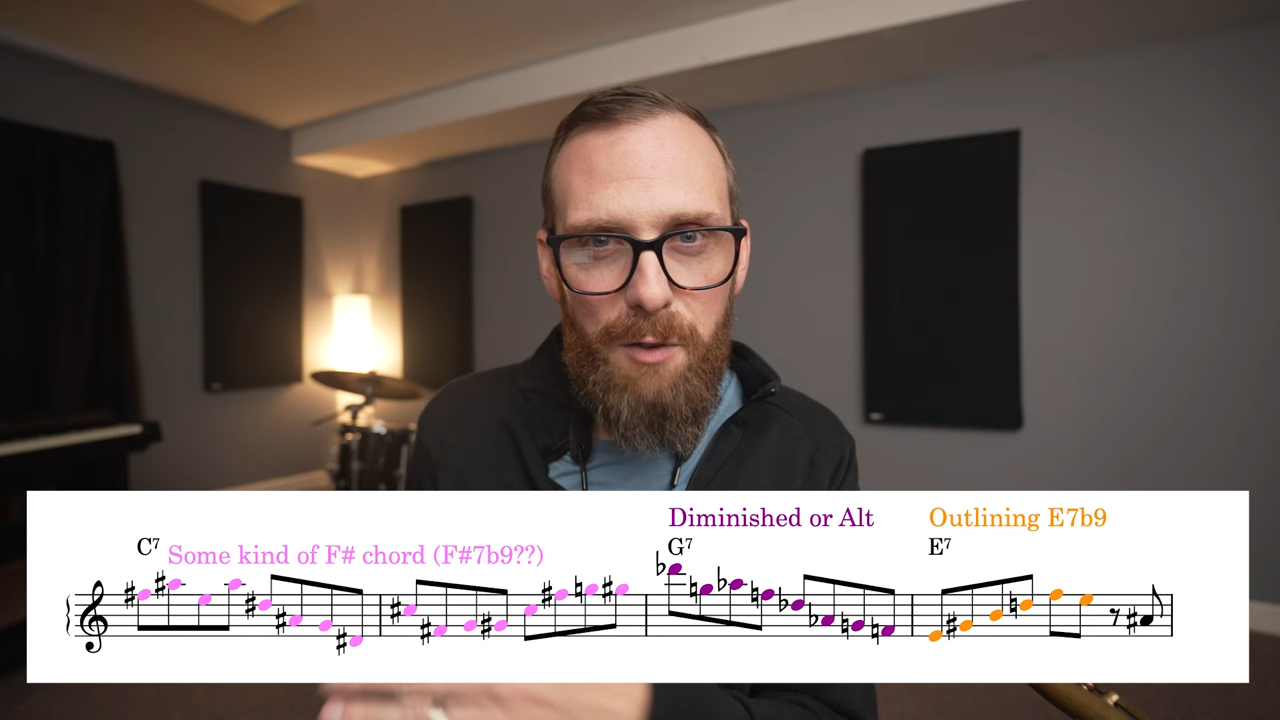 Diminished or Alt
Outlining E7b9
C7 Some kind of F# chord (F#7b9??)
G7
E7